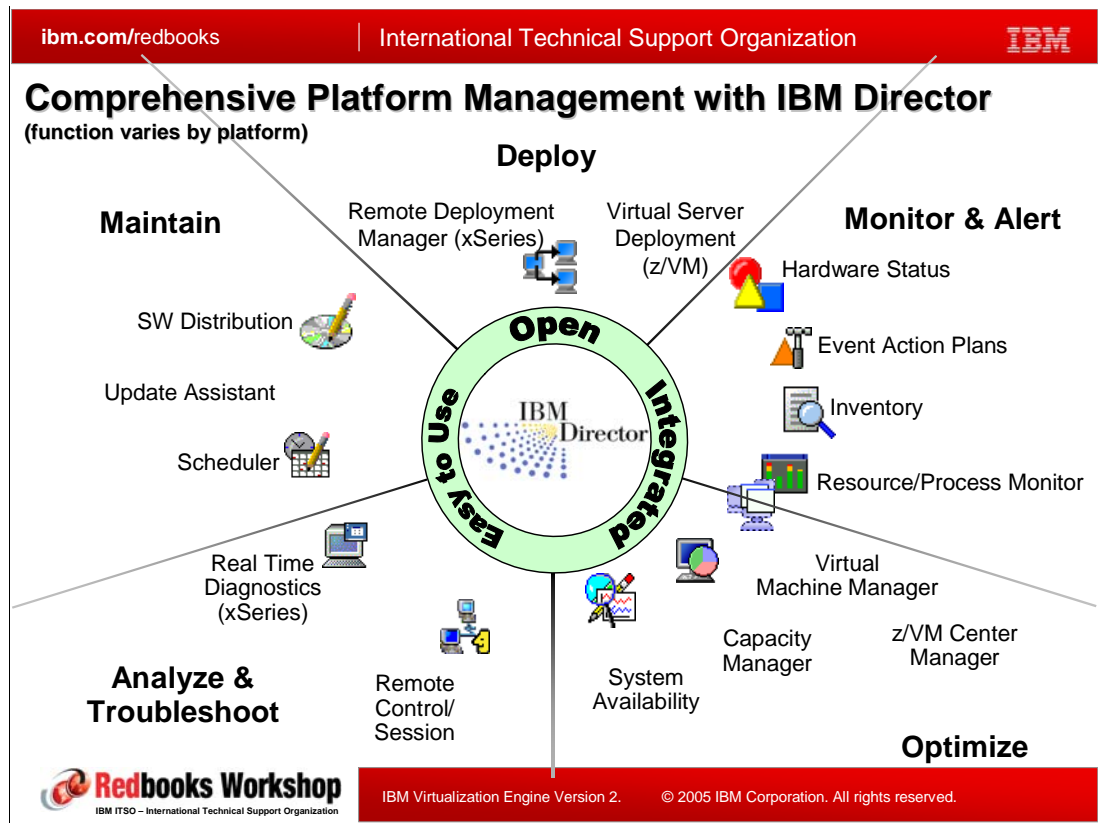 ibm.com/redbooks
International Technical Support Organization
IBM
Comprehensive Platform Management with IBM Director
(function varies by platform)
Deploy
Remote Deployment
Manager (xSeries)
Virtual Server
Deployment
(z/VM)
Maintain
SW Distribution
Update Assistant
Scheduler
Monitor & Alert
Hardware Status
Event Action Plans
Inventory
Resource/Process Monitor
Open
Integrated
Easy to Use
IBM
Director
Real Time
Diagnostics
(xSeries)
Remote
Control/
Session
Analyze &
Troubleshoot
Virtual
Machine Manager
Capacity
Manager
z/VM Center
Manager
System
Availability
Optimize
Redbooks Workshop
IBM ITSO – International Technical Support Organization
IBM Virtualization Engine Version 2.
© 2005 IBM Corporation. All rights reserved.